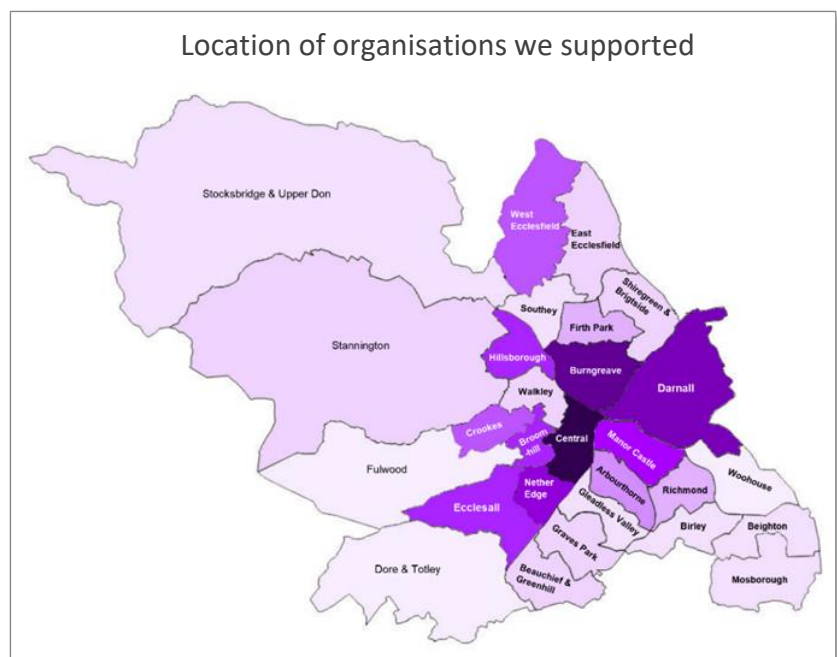 Location of organisations we supported
Stocksbridge & Upper Don
West
Ecclesfield
East
Ecclesfield
Shiregreen &
Brigtside
Southey
Firth Park
Stannington
Hillsborough
Burngreave
Darnall
Walkley
Crookes
Broom
-hill
Central
Manor Castle
Fulwood
Arbourthorne
Richmond
Woohouse
Nether
Edge
Ecclesall
Gleadless Valley
Birley
Beighton
Graves Park
Dore & Totley
Beauchief &
Greenhill
Mosborough